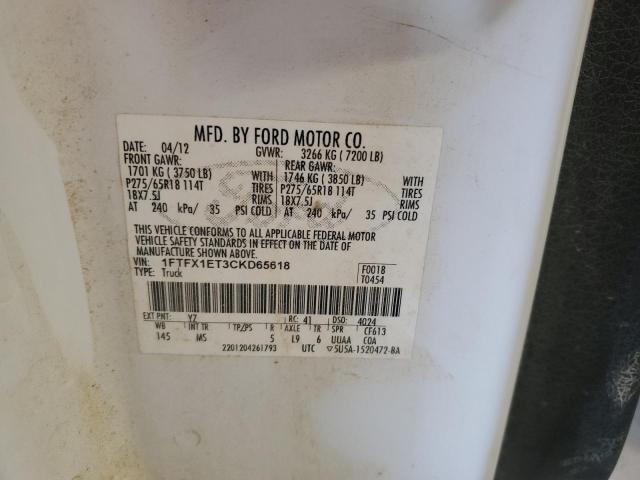 MFD. BY FORD MOTOR CO.
DATE: 04/12 GVWR: 3266 KG ( 7200 LB)
FRONT GAWR: REAR GAWR:
1701 KG ( 3750 LB) WITH 1746 KG ( 3850 LB) WITH
P275/65R18 114T TIRES P275/65R18 114T TIRES
18X7.5J RIMS 18X7.5J RIMS
AT 240 kPa/ 35 PSI COLD AT 240 kPa/ 35 PSI COLD
THIS VEHICLE CONFORMS TO ALL APPLICABLE FEDERAL MOTOR
VEHICLE SAFETY STANDARDS IN EFFECT ON THE DATE OF
MANUFACTURE SHOWN ABOVE.
VIN: 1FTFX1ET3CKD65618 F0018
TYPE: Truck T0454
EXT PNT: YZ RC: 41 DSO: 4024
WB INT TR TP/PS R AXLE TR SPR CF613
145 MS 5 L9 6 UUAA COA
2201204261793 UTC ▽5U5A-1520472-BA